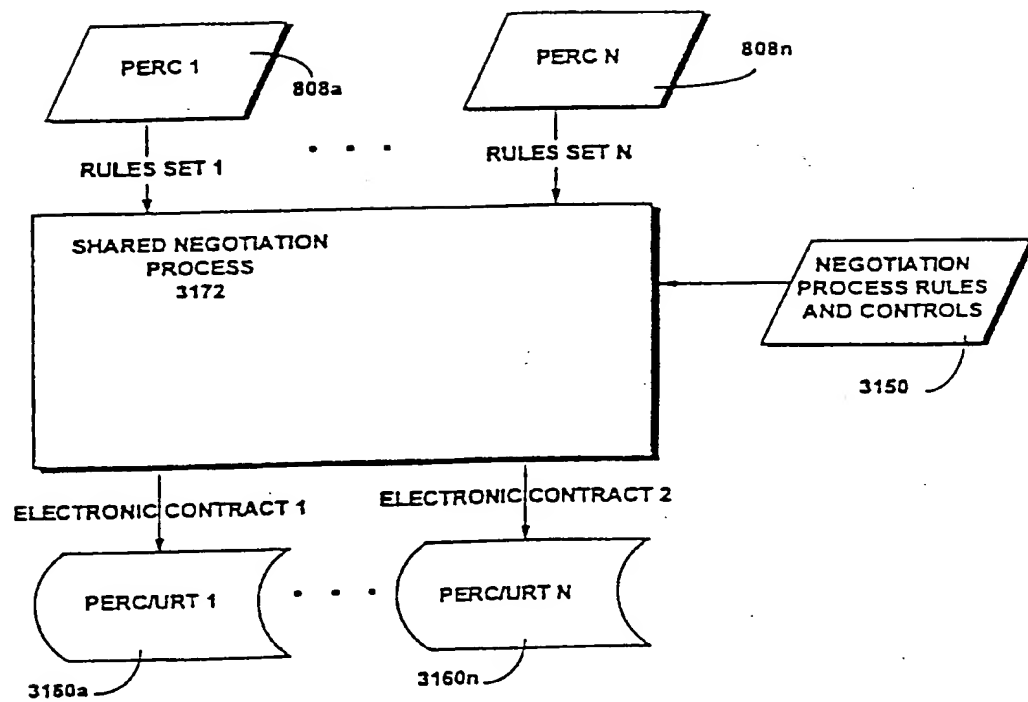 PERC 1
808a
PERC N
808n
RULES SET 1
RULES SET N
SHARED NEGOTIATION
PROCESS
3172
NEGOTIATION
PROCESS RULES
AND CONTROLS
3150
ELECTRONIC CONTRACT 1
ELECTRONIC CONTRACT 2
PERC/URT 1
PERC/URT N
3160a
3160n